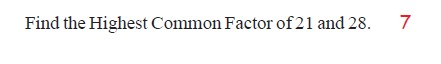 Find the Highest Common Factor of 21 and 28. 7